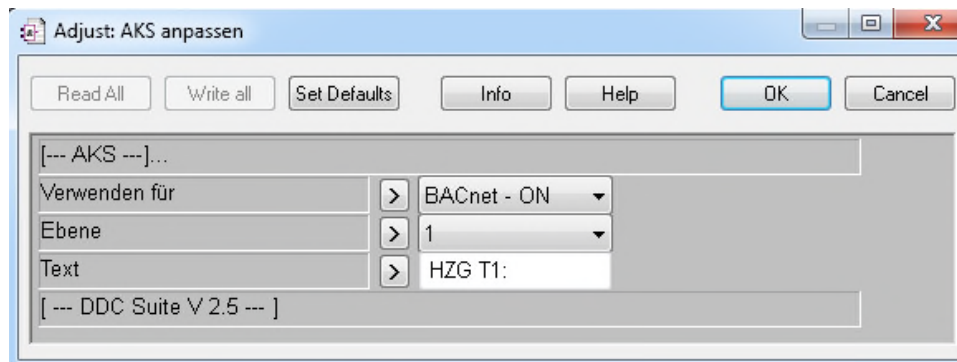 Adjust: AKS anpassen
Read All Write all Set Defaults Info Help OK Cancel
[--- AKS ---]...
Verwenden für > BACnet - ON
Ebene > 1
Text > HZG T1:
[ --- DDC Suite V 2.5 --- ]